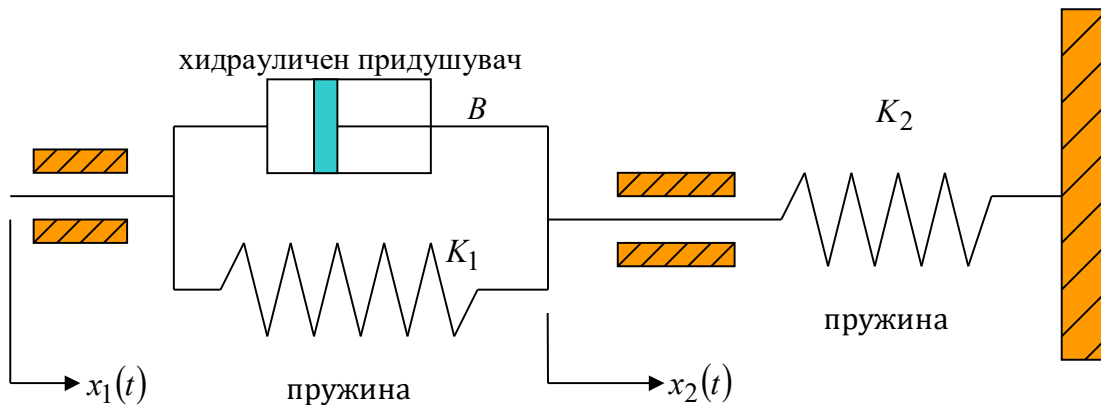 хидрауличен придушувач
B
K₂
K₁
пружина
x₁(t)
пружина
x₂(t)